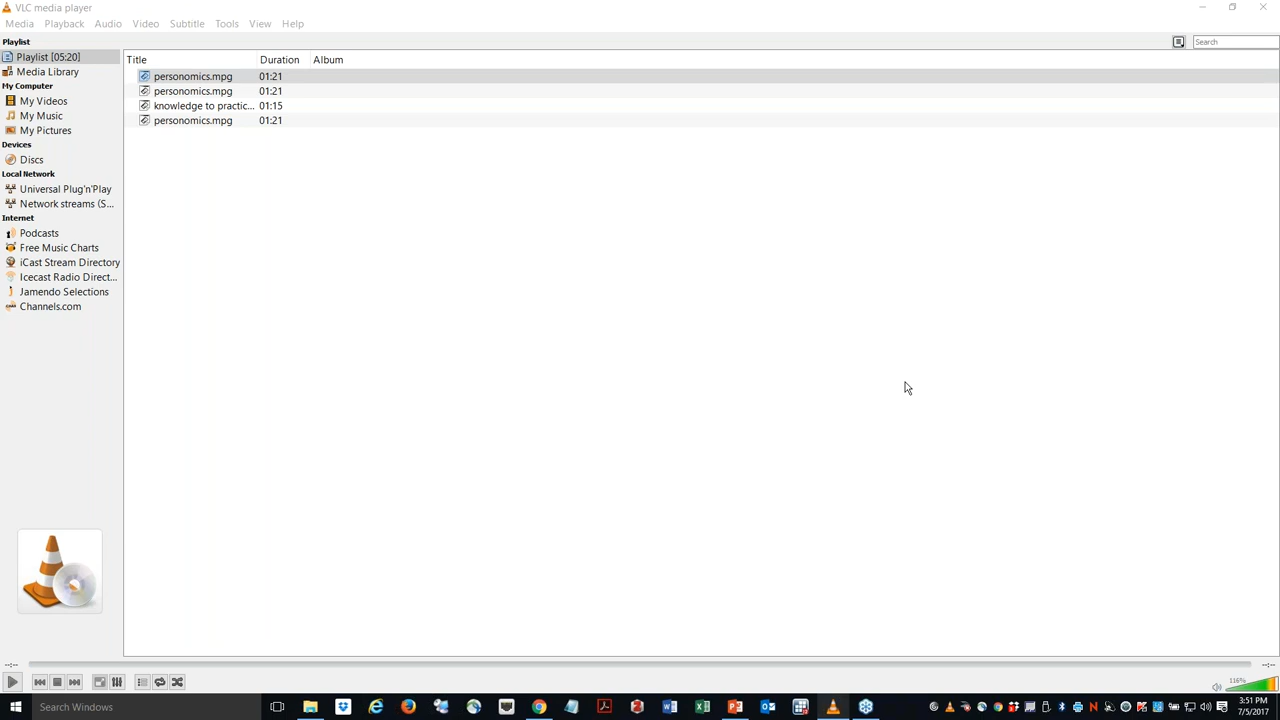 VLC media player
Media Playback Audio Video Subtitle Tools View Help
Playlist
Search
Playlist [05:20]
Media Library
My Computer
My Videos
My Music
My Pictures
Devices
Discs
Local Network
Universal Plug'n'Play
Network streams (S...
Internet
Podcasts
Free Music Charts
iCast Stream Directory
Icecast Radio Direct...
Jamendo Selections
Channels.com
Title Duration Album
personomics.mpg 01:21
personomics.mpg 01:21
knowledge to practic... 01:15
personomics.mpg 01:21
--:-- --:--
116%
Search Windows
3:51 PM
7/5/2017